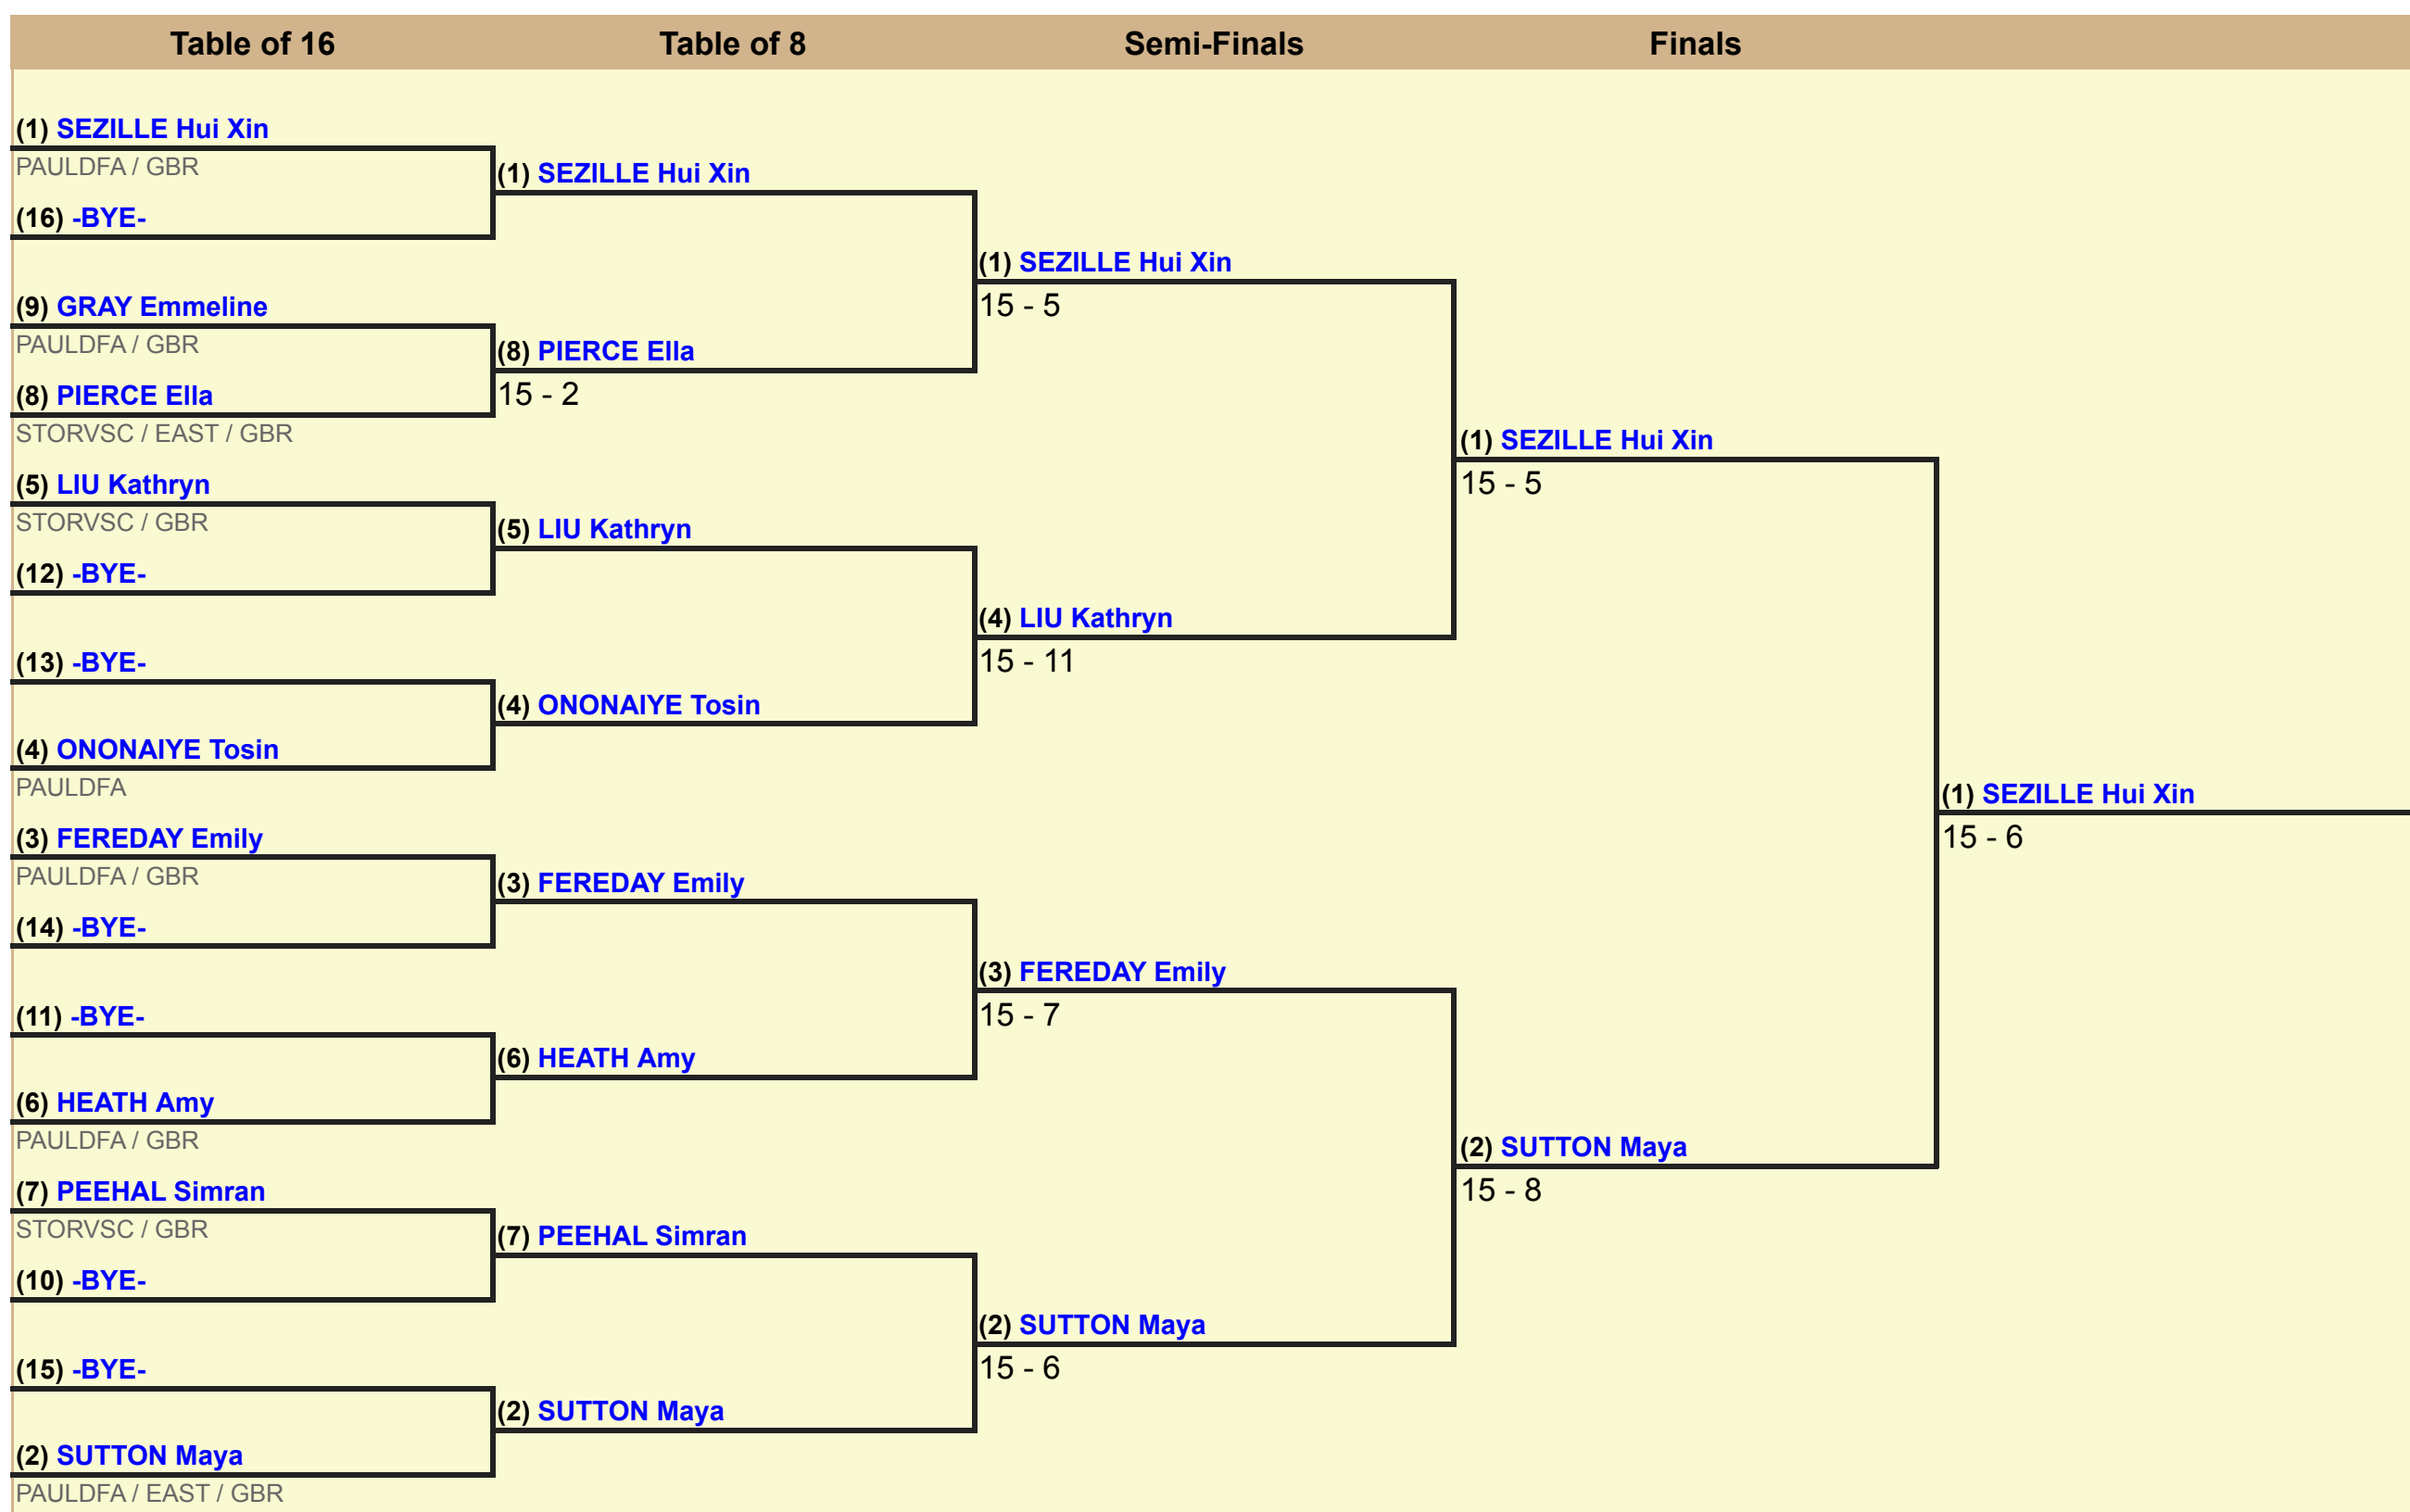 Table of 16
Table of 8
Semi-Finals
Finals
(1) SEZILLE Hui Xin
PAULDFA / GBR
(16) -BYE-
(9) GRAY Emmeline
PAULDFA / GBR
(8) PIERCE Ella
STORVSC / EAST / GBR
(5) LIU Kathryn
STORVSC / GBR
(12) -BYE-
(13) -BYE-
(4) ONONAIYE Tosin
PAULDFA
(3) FEREDAY Emily
PAULDFA / GBR
(14) -BYE-
(11) -BYE-
(6) HEATH Amy
PAULDFA / GBR
(7) PEEHAL Simran
STORVSC / GBR
(10) -BYE-
(15) -BYE-
(2) SUTTON Maya
PAULDFA / EAST / GBR
(1) SEZILLE Hui Xin
(8) PIERCE Ella
15 - 2
(5) LIU Kathryn
(4) ONONAIYE Tosin
(3) FEREDAY Emily
(6) HEATH Amy
(7) PEEHAL Simran
(2) SUTTON Maya
(1) SEZILLE Hui Xin
15 - 5
(4) LIU Kathryn
15 - 11
(3) FEREDAY Emily
15 - 7
(2) SUTTON Maya
15 - 6
(1) SEZILLE Hui Xin
15 - 5
(2) SUTTON Maya
15 - 8
(1) SEZILLE Hui Xin
15 - 6